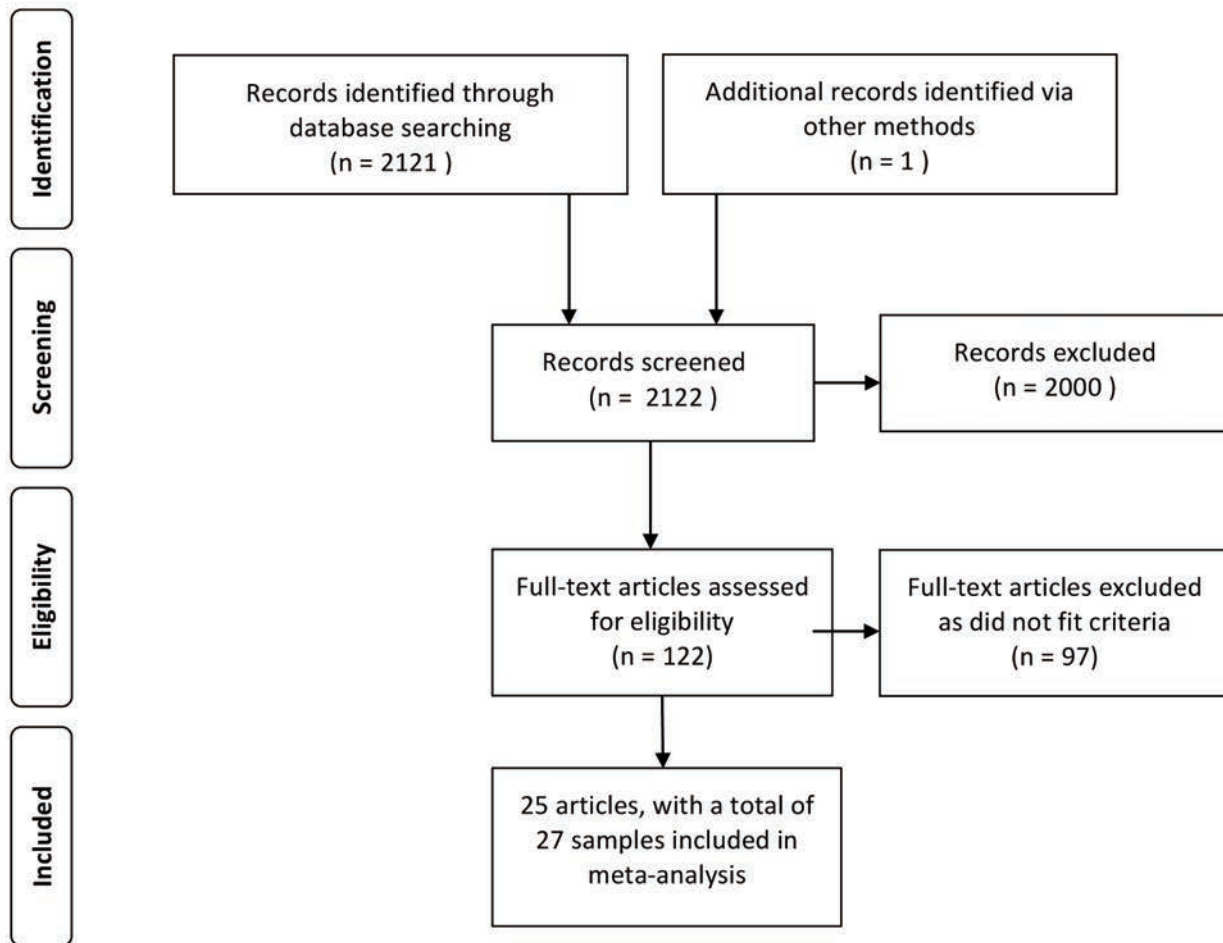 Identification
Records identified through
database searching
(n = 2121 )
Additional records identified via
other methods
(n = 1 )
Screening
Records screened
(n = 2122 )
Records excluded
(n = 2000 )
Eligibility
Full-text articles assessed
for eligibility
(n = 122)
Full-text articles excluded
as did not fit criteria
(n = 97)
Included
25 articles, with a total of
27 samples included in
meta-analysis